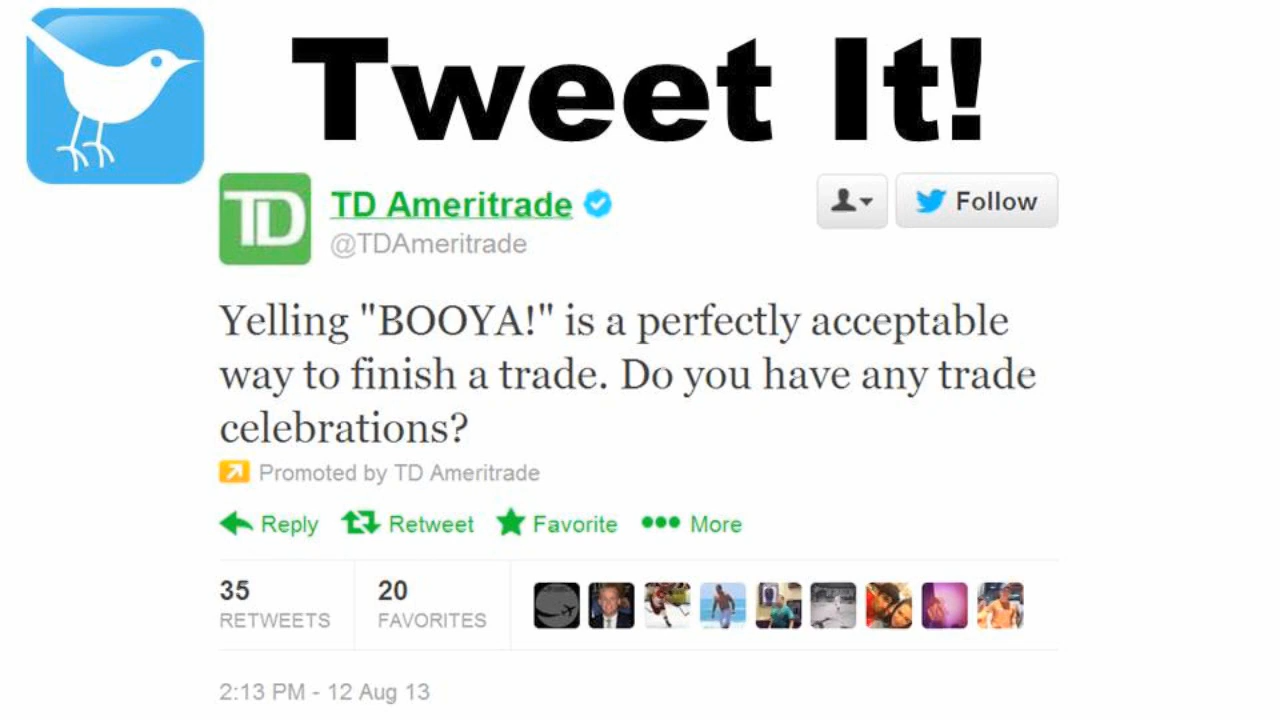 Tweet It!
TD
TD Ameritrade
@TDAmeritrade
Follow
Yelling "BOOYA!" is a perfectly acceptable
way to finish a trade. Do you have any trade
celebrations?
Promoted by TD Ameritrade
Reply Retweet Favorite More
35 20
RETWEETS FAVORITES
2:13 PM - 12 Aug 13